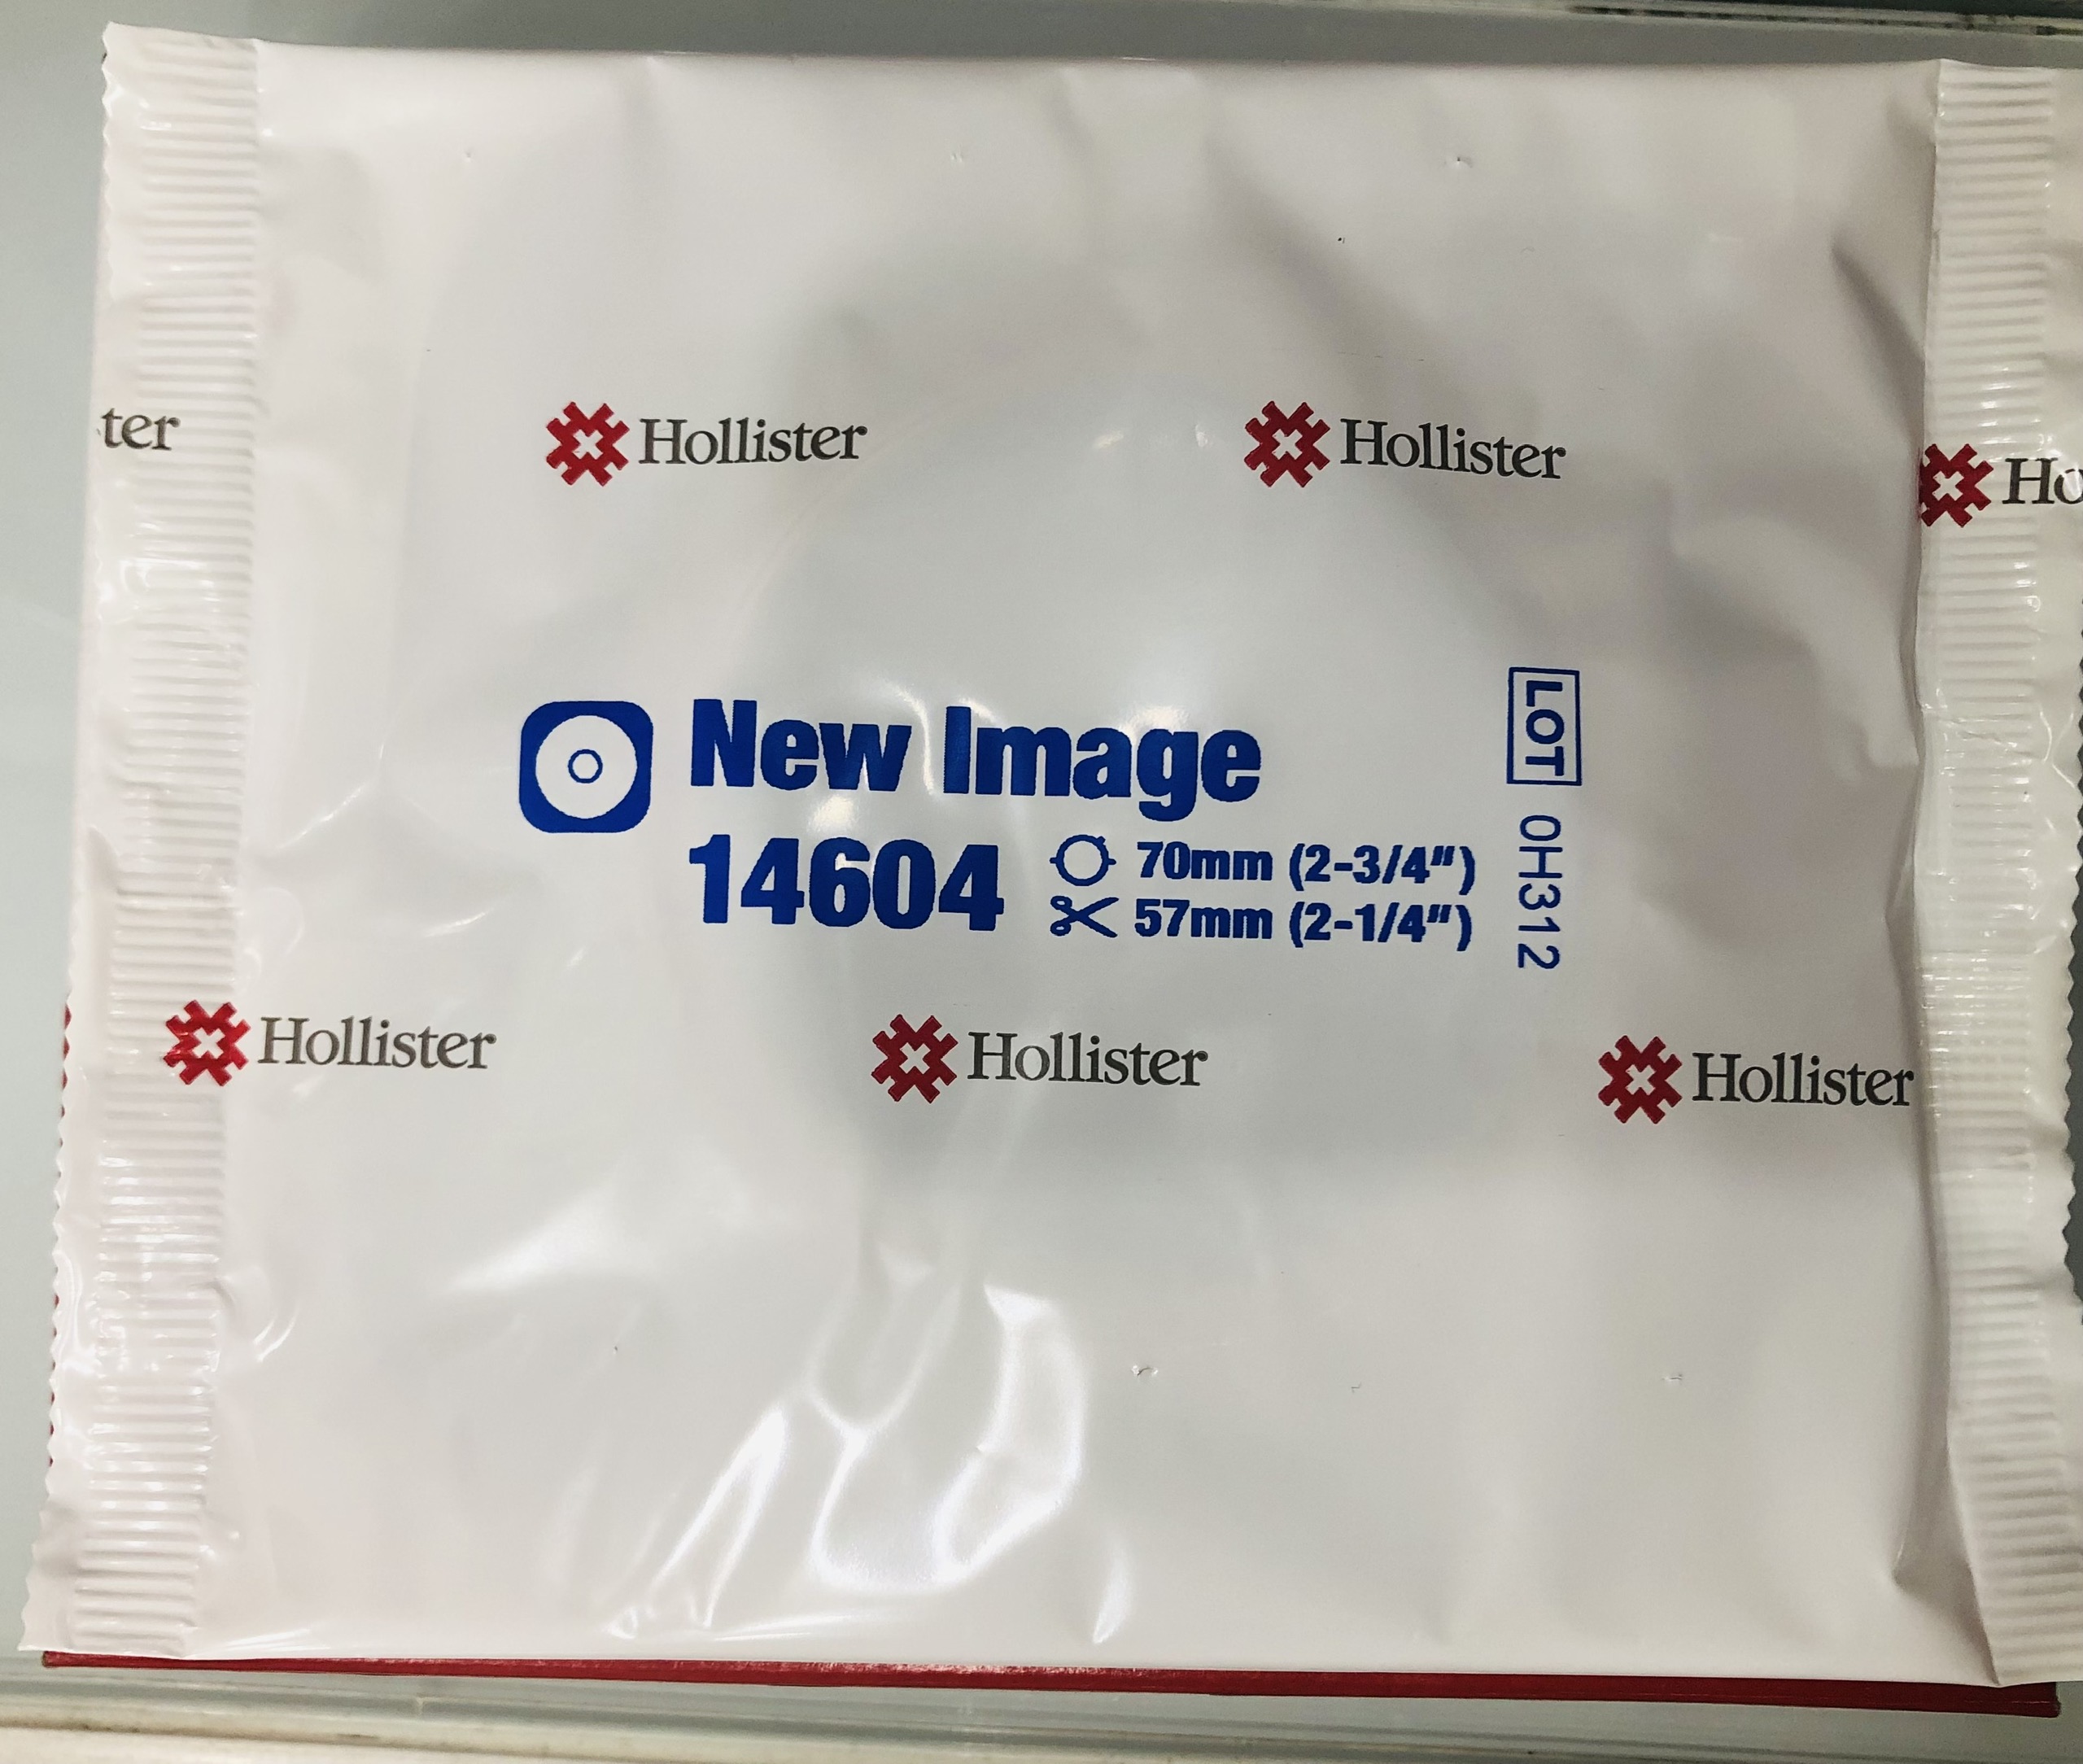 ter
Hollister
Hollister
Ho
New Image
14604
70mm (2-3/4")
57mm (2-1/4")
LOT 0H312
Hollister
Hollister
Hollister